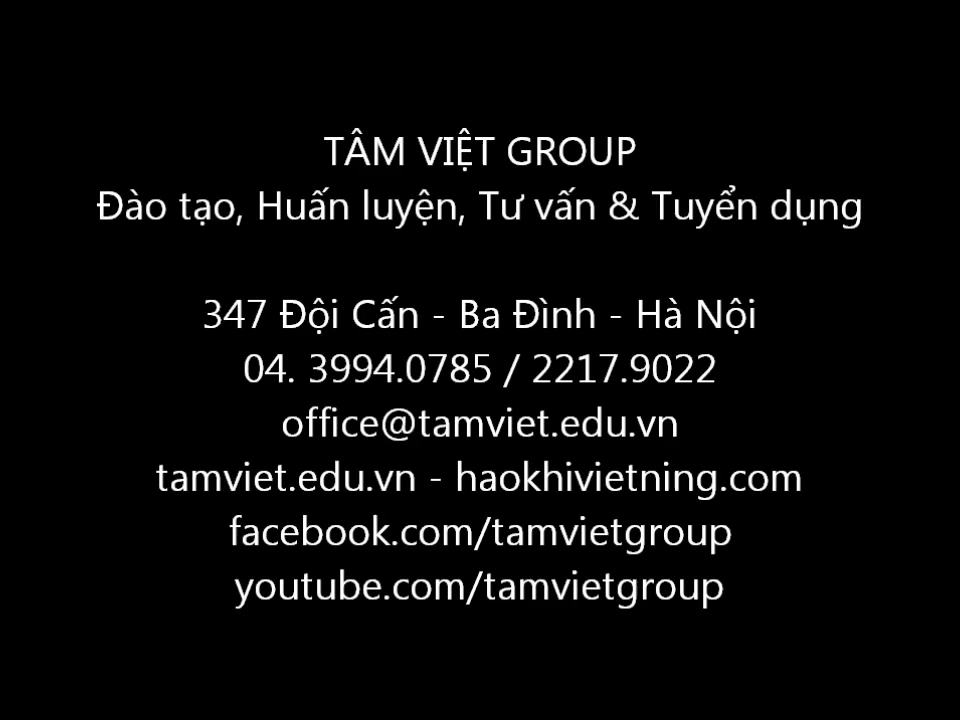 TÂM VIỆT GROUP
Đào tạo, Huấn luyện, Tư vấn & Tuyển dụng
347 Đội Cấn - Ba Đình - Hà Nội
04. 3994.0785 / 2217.9022
office@tamviet.edu.vn
tamviet.edu.vn - haokhivietning.com
facebook.com/tamvietgroup
youtube.com/tamvietgroup